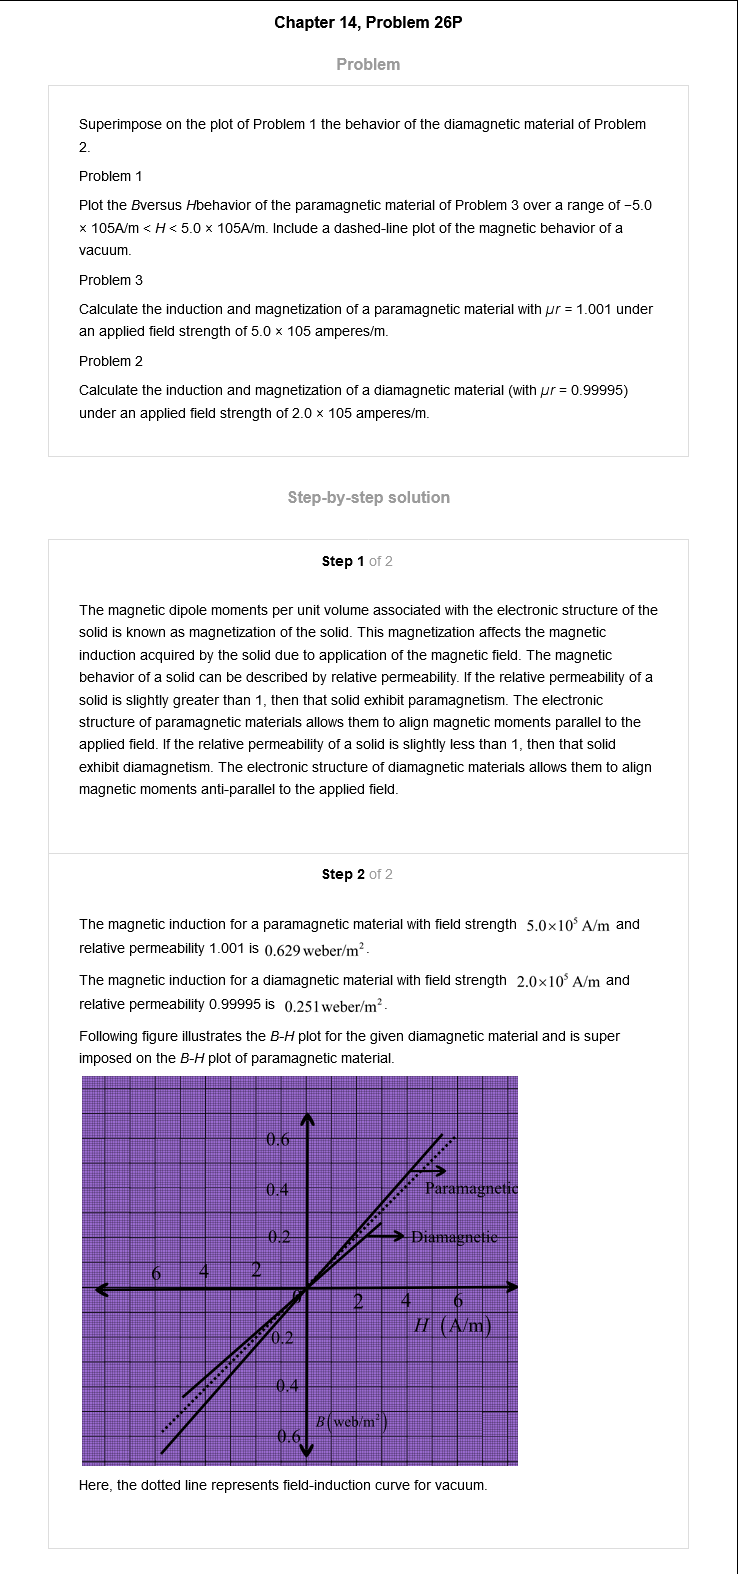 Chapter 14, Problem 26P
Problem
Superimpose on the plot of Problem 1 the behavior of the diamagnetic material of Problem
2.
Problem 1
Plot the Bversus Hbehavior of the paramagnetic material of Problem 3 over a range of −5.0
× 105A/m < H < 5.0 × 105A/m. Include a dashed-line plot of the magnetic behavior of a
vacuum.
Problem 3
Calculate the induction and magnetization of a paramagnetic material with μr = 1.001 under
an applied field strength of 5.0 × 105 amperes/m.
Problem 2
Calculate the induction and magnetization of a diamagnetic material (with μr = 0.99995)
under an applied field strength of 2.0 × 105 amperes/m.
Step-by-step solution
Step 1 of 2
The magnetic dipole moments per unit volume associated with the electronic structure of the
solid is known as magnetization of the solid. This magnetization affects the magnetic
induction acquired by the solid due to application of the magnetic field. The magnetic
behavior of a solid can be described by relative permeability. If the relative permeability of a
solid is slightly greater than 1, then that solid exhibit paramagnetism. The electronic
structure of paramagnetic materials allows them to align magnetic moments parallel to the
applied field. If the relative permeability of a solid is slightly less than 1, then that solid
exhibit diamagnetism. The electronic structure of diamagnetic materials allows them to align
magnetic moments anti-parallel to the applied field.
Step 2 of 2
The magnetic induction for a paramagnetic material with field strength 5.0×10⁵ A/m and
relative permeability 1.001 is 0.629 weber/m².
The magnetic induction for a diamagnetic material with field strength 2.0×10⁵ A/m and
relative permeability 0.99995 is 0.251 weber/m².
Following figure illustrates the B-H plot for the given diamagnetic material and is super
imposed on the B-H plot of paramagnetic material.
0.6
0.4
Paramagnetic
0.2
Diamagnetic
6 4 2
0
2 4 6
H (A/m)
0.2
0.4
B(web/m²)
0.6
Here, the dotted line represents field-induction curve for vacuum.